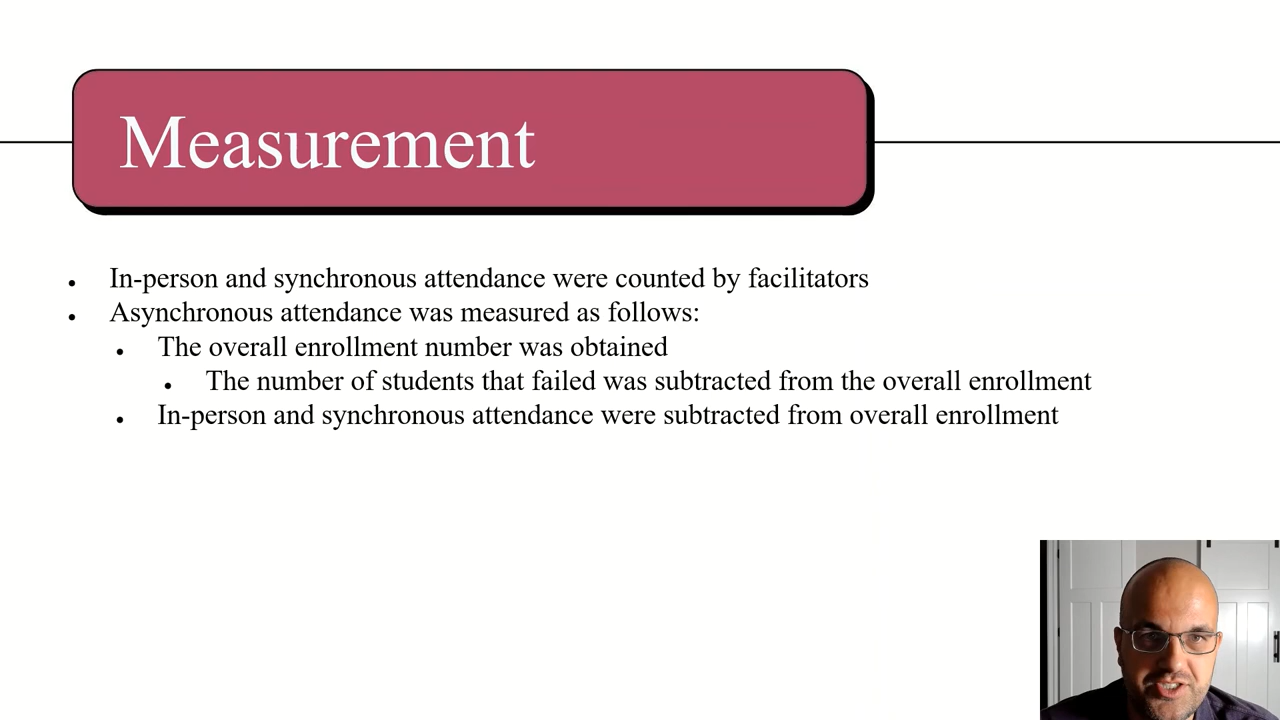 Measurement
In-person and synchronous attendance were counted by facilitators
Asynchronous attendance was measured as follows:
The overall enrollment number was obtained
The number of students that failed was subtracted from the overall enrollment
In-person and synchronous attendance were subtracted from overall enrollment